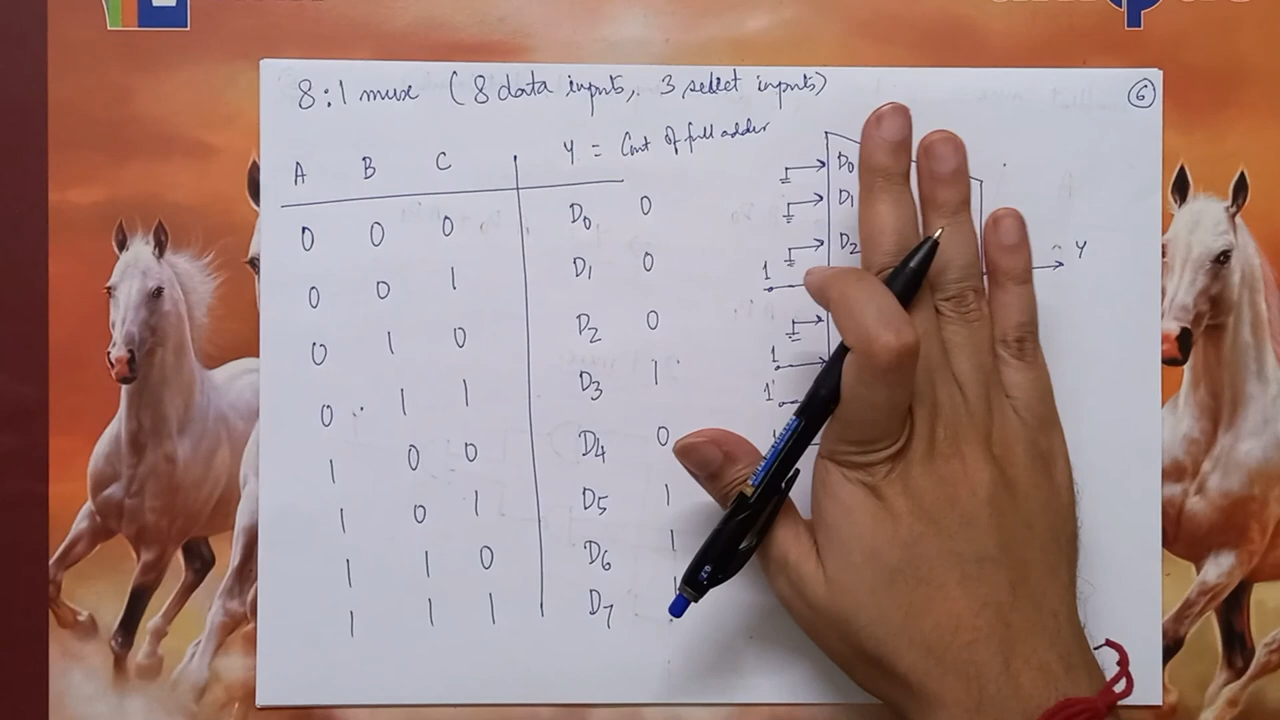 8:1 mux (8 data inputs, 3 select inputs)
6
A B C Y = Cout of full adder
0 0 0 D0 0
0 0 1 D1 0
0 1 0 D2 0
0 1 1 D3 1
1 0 0 D4 0
1 0 1 D5 1
1 1 0 D6 1
1 1 1 D7 1
D0
D1
D2
1
1
1
Y